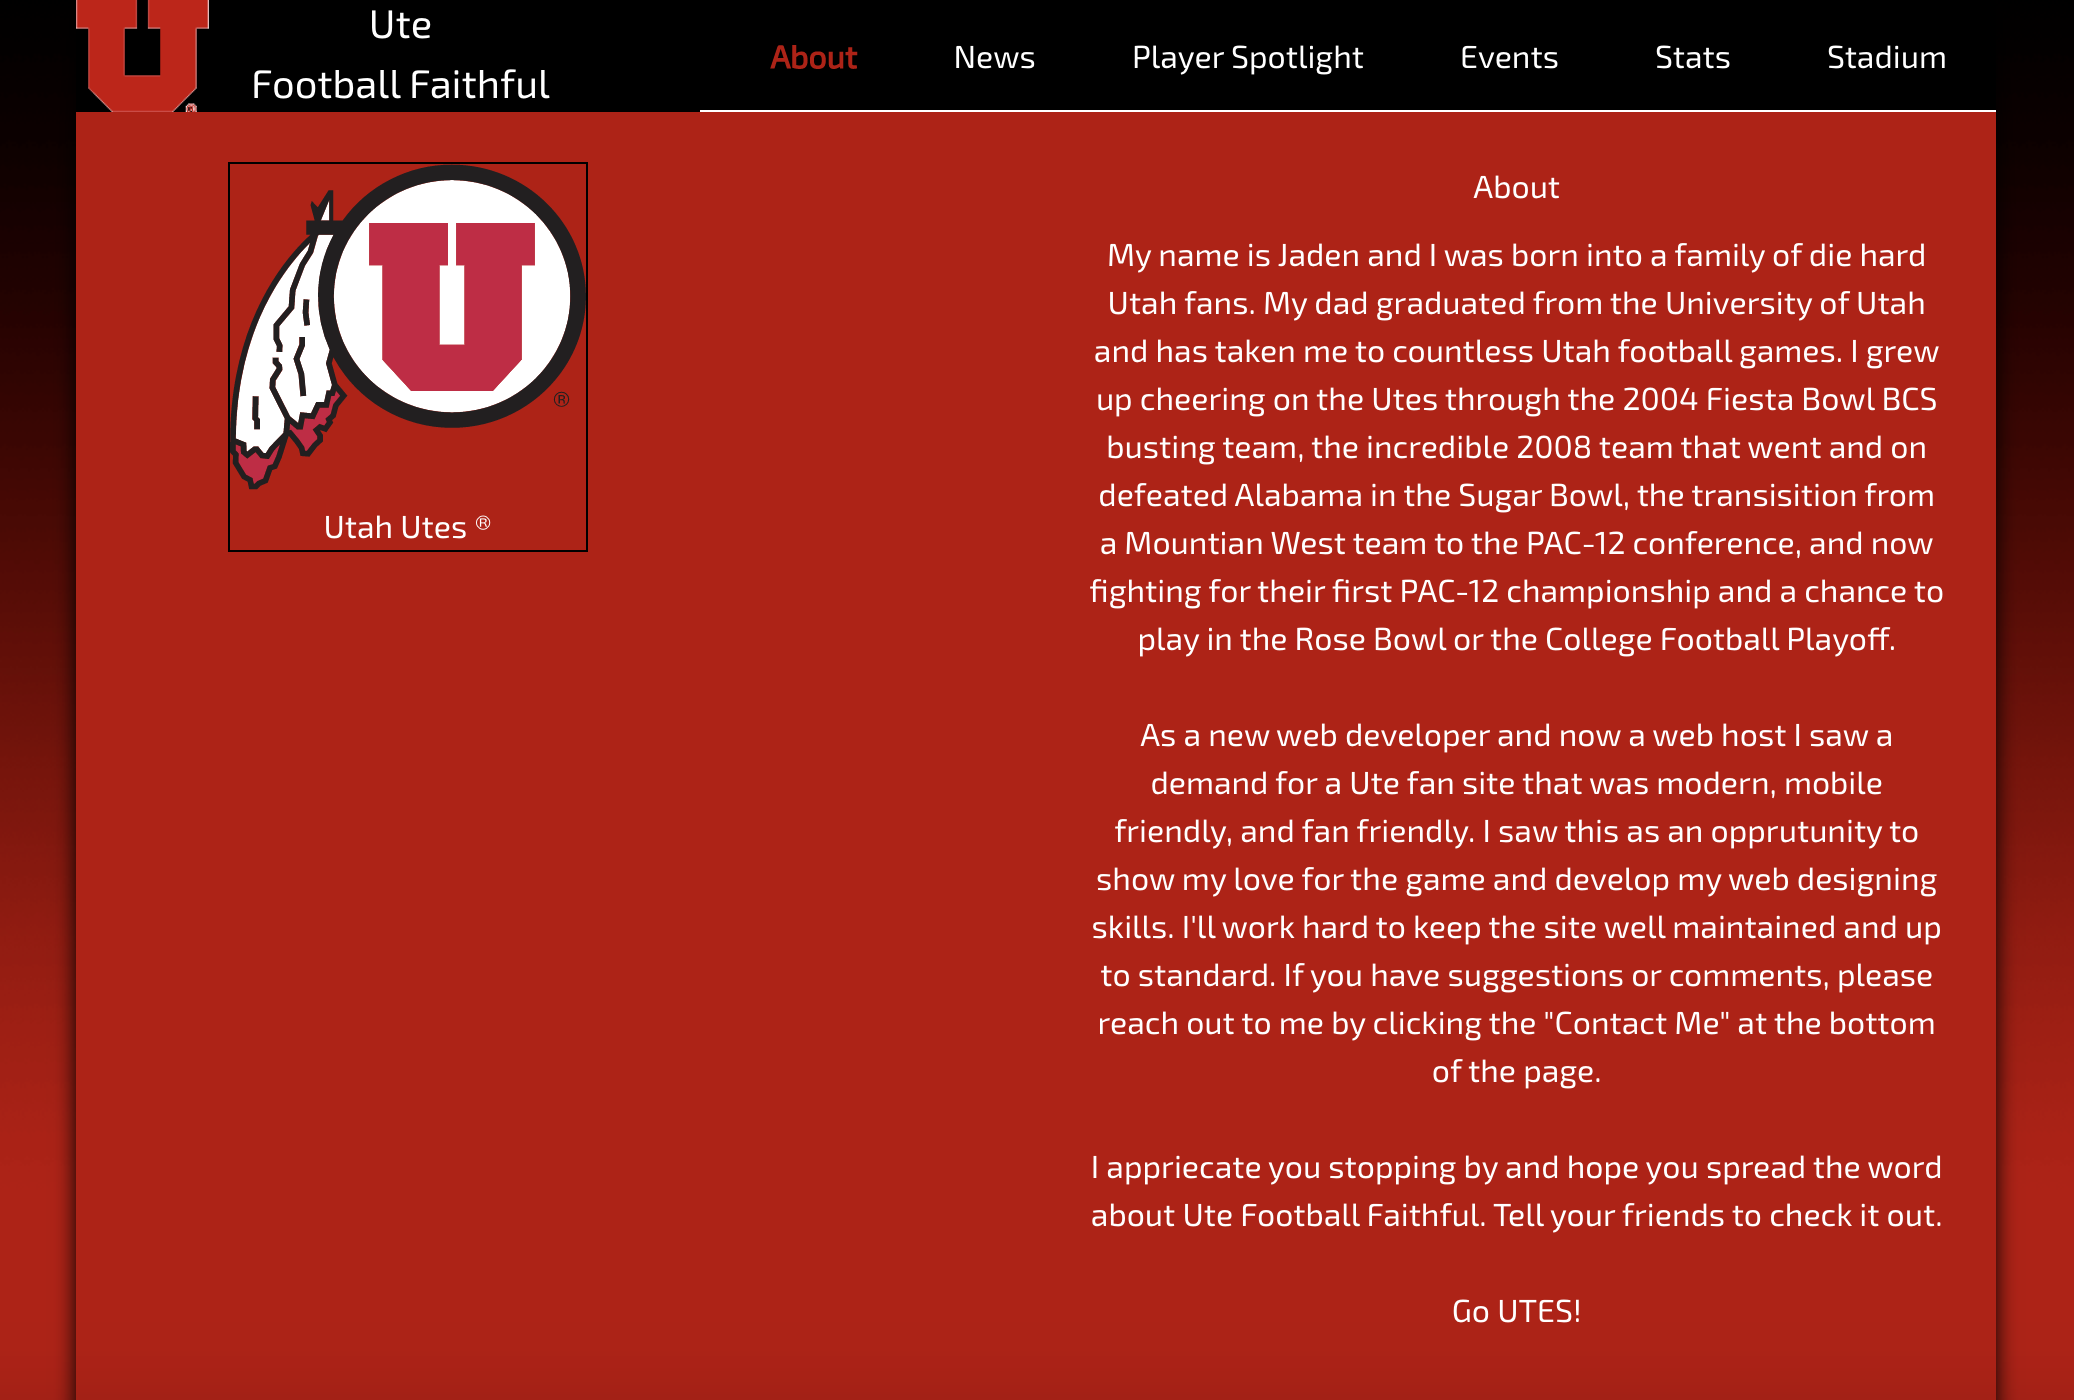 U
®
Ute
Football Faithful
About
News
Player Spotlight
Events
Stats
Stadium
U
®
Utah Utes ®
About
My name is Jaden and I was born into a family of die hard
Utah fans. My dad graduated from the University of Utah
and has taken me to countless Utah football games. I grew
up cheering on the Utes through the 2004 Fiesta Bowl BCS
busting team, the incredible 2008 team that went and on
defeated Alabama in the Sugar Bowl, the transisition from
a Mountian West team to the PAC-12 conference, and now
fighting for their first PAC-12 championship and a chance to
play in the Rose Bowl or the College Football Playoff.
As a new web developer and now a web host I saw a
demand for a Ute fan site that was modern, mobile
friendly, and fan friendly. I saw this as an opprutunity to
show my love for the game and develop my web designing
skills. I'll work hard to keep the site well maintained and up
to standard. If you have suggestions or comments, please
reach out to me by clicking the "Contact Me" at the bottom
of the page.
I appriecate you stopping by and hope you spread the word
about Ute Football Faithful. Tell your friends to check it out.
Go UTES!